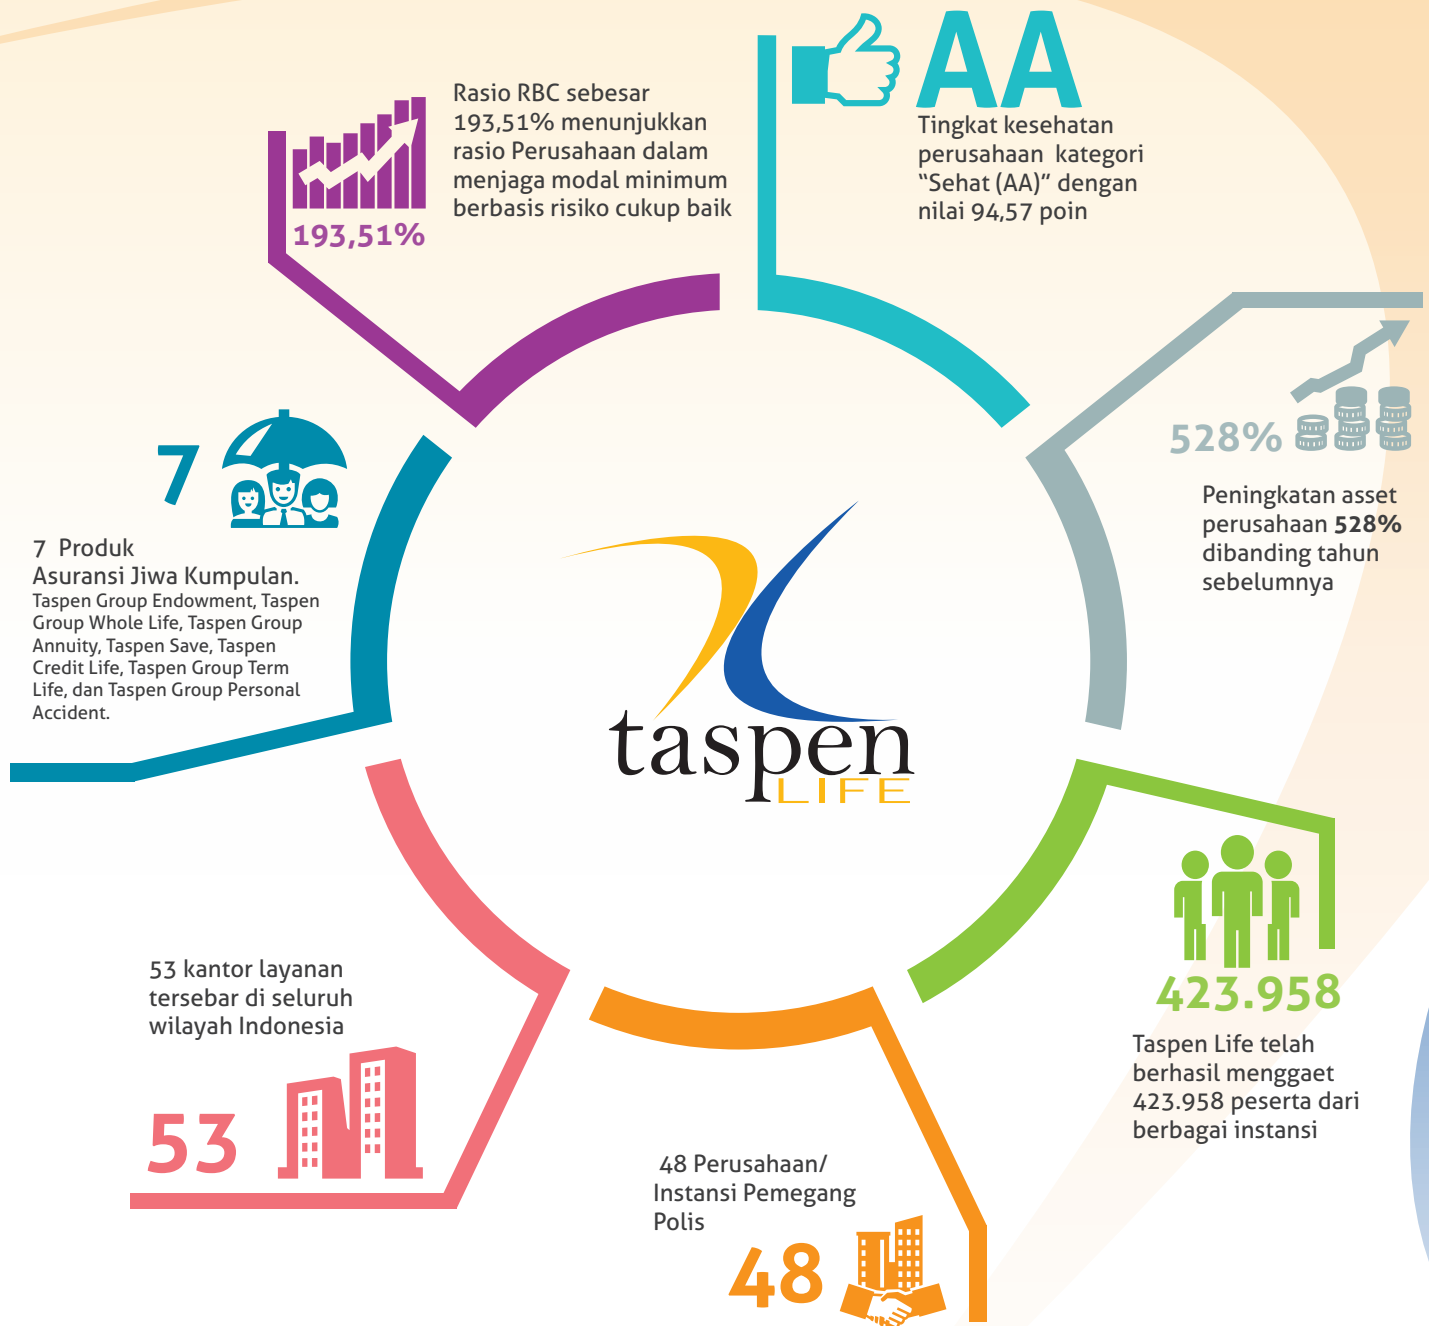 AA
Tingkat kesehatan
perusahaan kategori
“Sehat (AA)” dengan
nilai 94,57 poin
Rasio RBC sebesar
193,51% menunjukkan
rasio Perusahaan dalam
menjaga modal minimum
berbasis risiko cukup baik
193,51%
528%
Peningkatan asset
perusahaan 528%
dibanding tahun
sebelumnya
7
7 Produk
Asuransi Jiwa Kumpulan.
Taspen Group Endowment, Taspen
Group Whole Life, Taspen Group
Annuity, Taspen Save, Taspen
Credit Life, Taspen Group Term
Life, dan Taspen Group Personal
Accident.
taspen
LIFE
423.958
Taspen Life telah
berhasil menggaet
423.958 peserta dari
berbagai instansi
53 kantor layanan
tersebar di seluruh
wilayah Indonesia
53
48 Perusahaan/
Instansi Pemegang
Polis
48